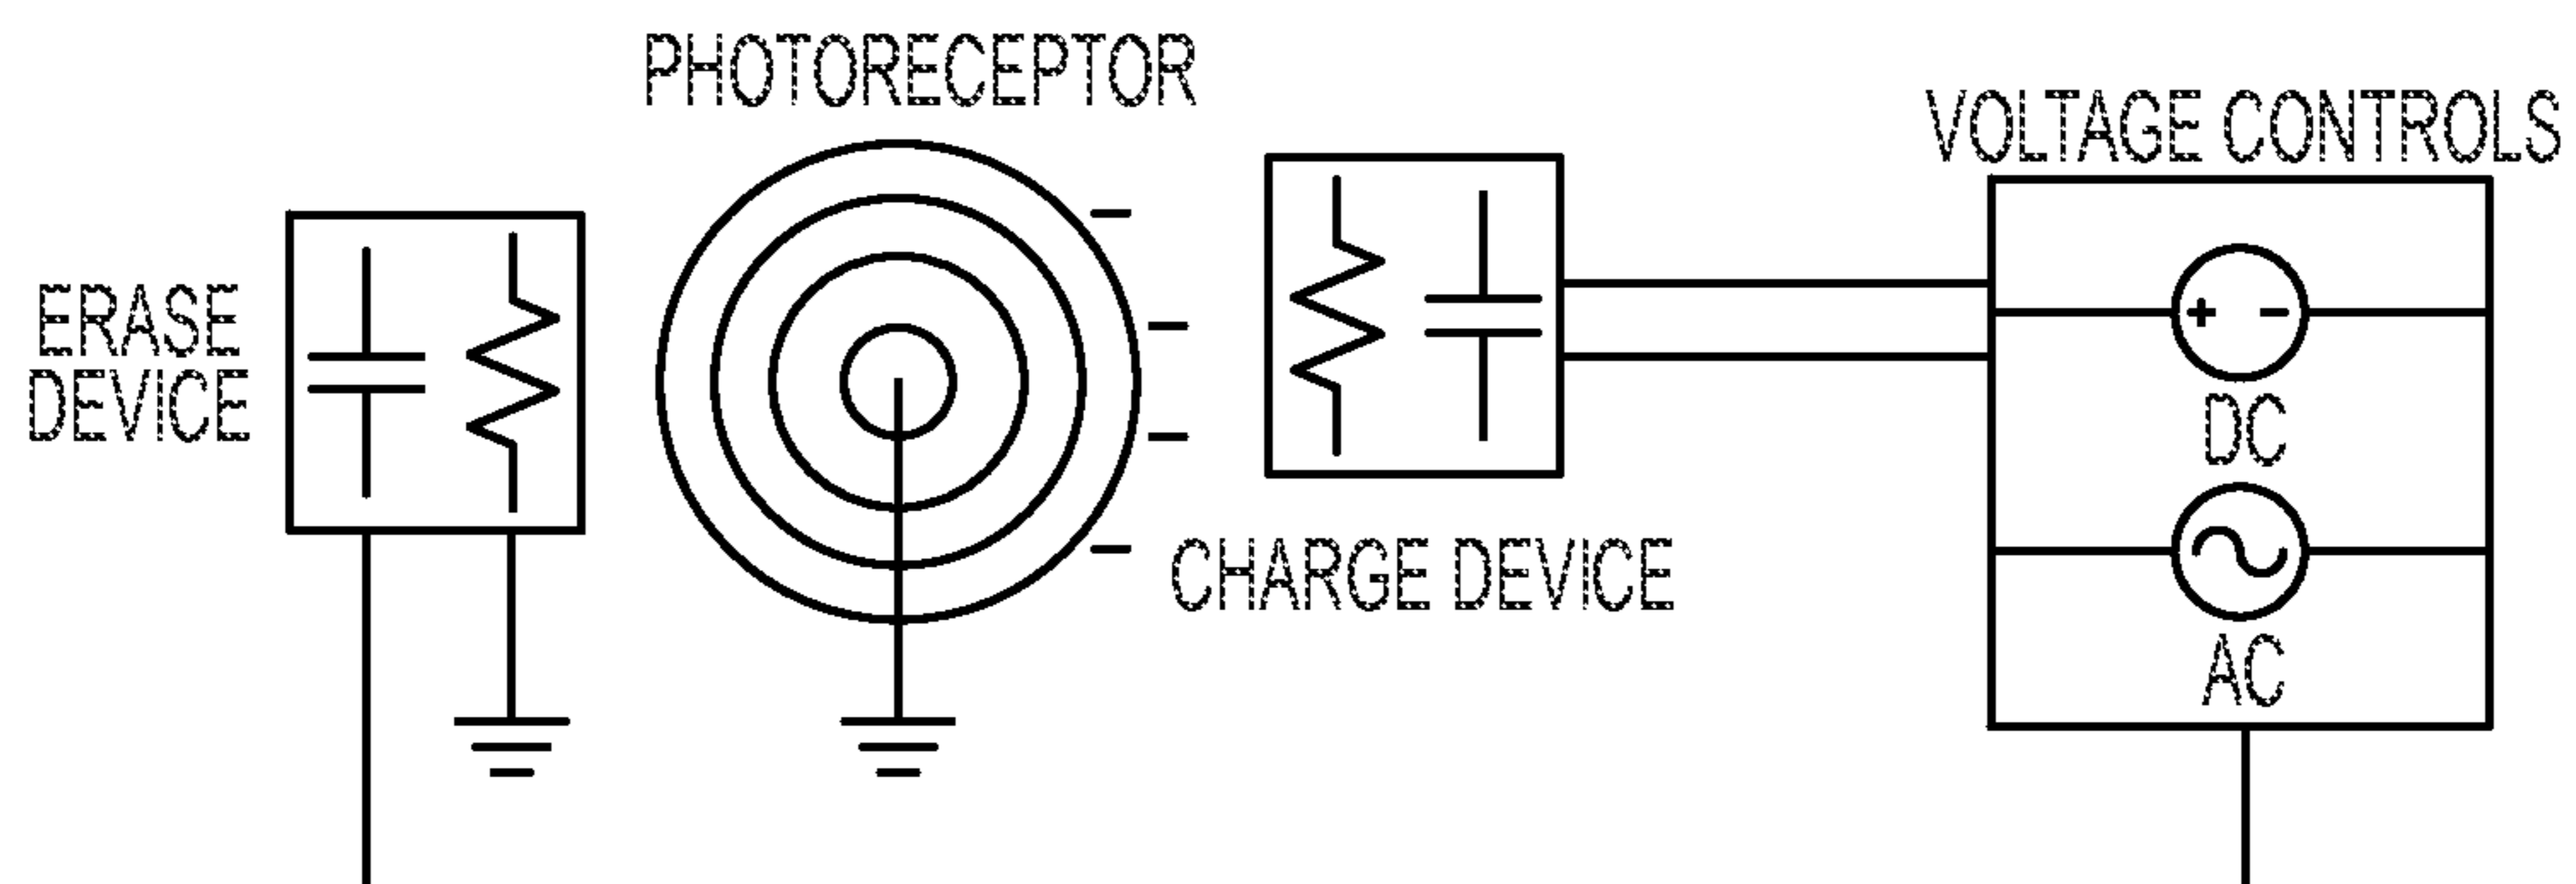 PHOTORECEPTOR
VOLTAGE CONTROLS
ERASE
DEVICE
+ -
DC
CHARGE DEVICE
AC